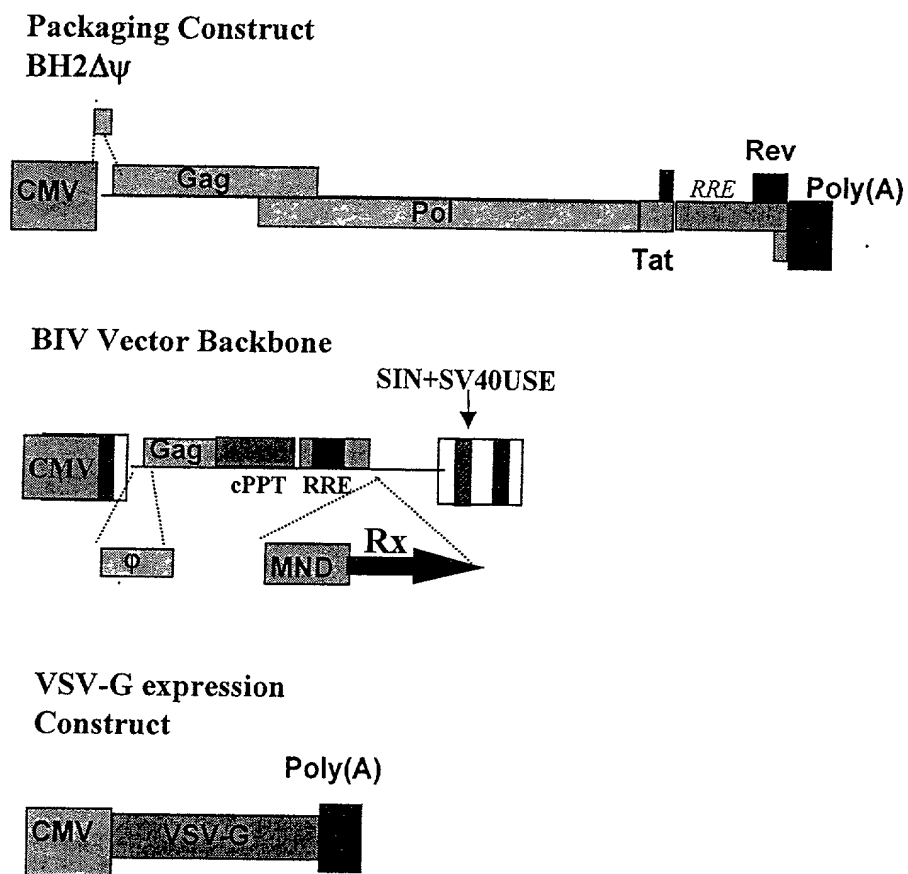 Packaging Construct
BH2Δψ
CMV
Gag
Pol
Tat
RRE
Rev
Poly(A)
BIV Vector Backbone
SIN+SV40USE
CMV
Gag
cPPT
RRE
φ
MND
Rx
VSV-G expression
Construct
Poly(A)
CMV
VSV-G